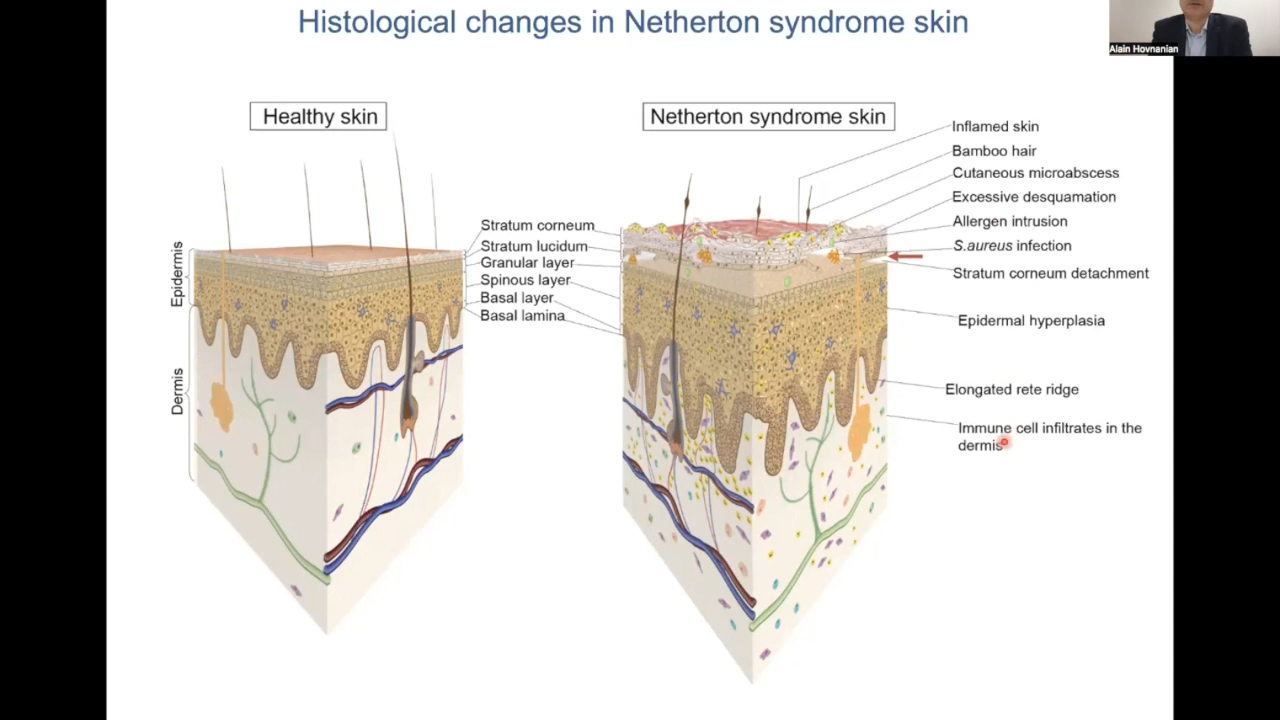 Histological changes in Netherton syndrome skin
Alain Hovnanian
Healthy skin
Netherton syndrome skin
Epidermis
Dermis
Stratum corneum
Stratum lucidum
Granular layer
Spinous layer
Basal layer
Basal lamina
Inflamed skin
Bamboo hair
Cutaneous microabscess
Excessive desquamation
Allergen intrusion
S.aureus infection
Stratum corneum detachment
Epidermal hyperplasia
Elongated rete ridge
Immune cell infiltrates in the
dermis